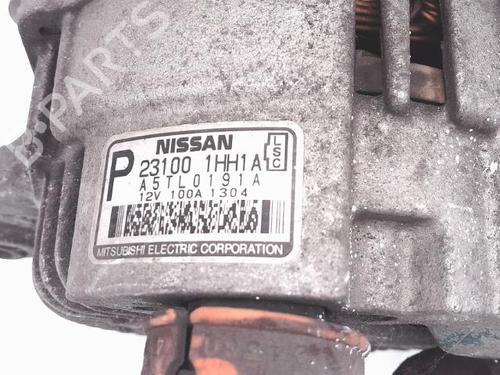 B-PARTS
NISSAN
LSC
P 23100 1HH1A
A5TL0191A
12V 100A 1304
MITSUBISHI ELECTRIC CORPORATION